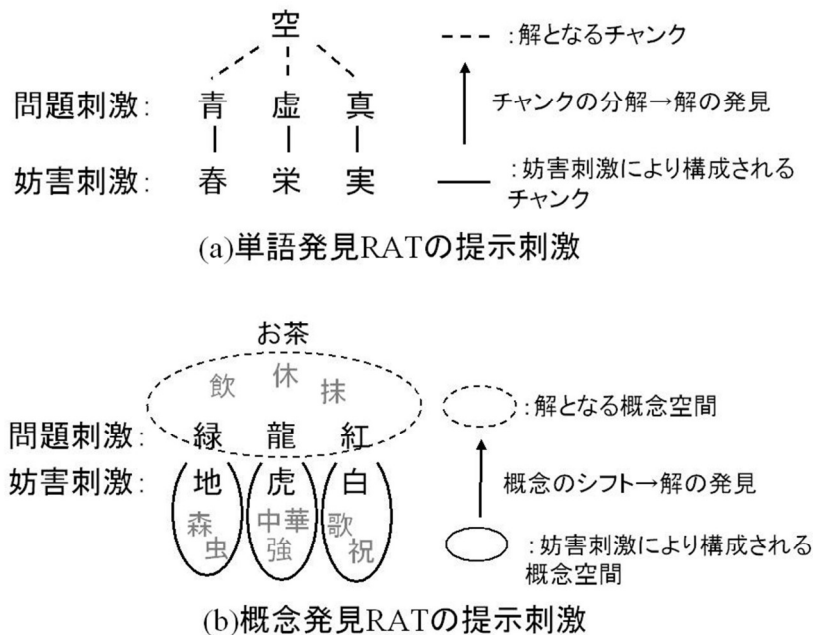 空
--- :解となるチャンク
問題刺激: 青 虚 真
チャンクの分解→解の発見
妨害刺激: 春 栄 実
:妨害刺激により構成される
チャンク
(a)単語発見RATの提示刺激
お茶
飲 休 抹
:解となる概念空間
問題刺激: 緑 龍 紅
妨害刺激: 地 虎 白
概念のシフト→解の発見
森 中華 歌
虫 強 祝
:妨害刺激により構成される
概念空間
(b)概念発見RATの提示刺激